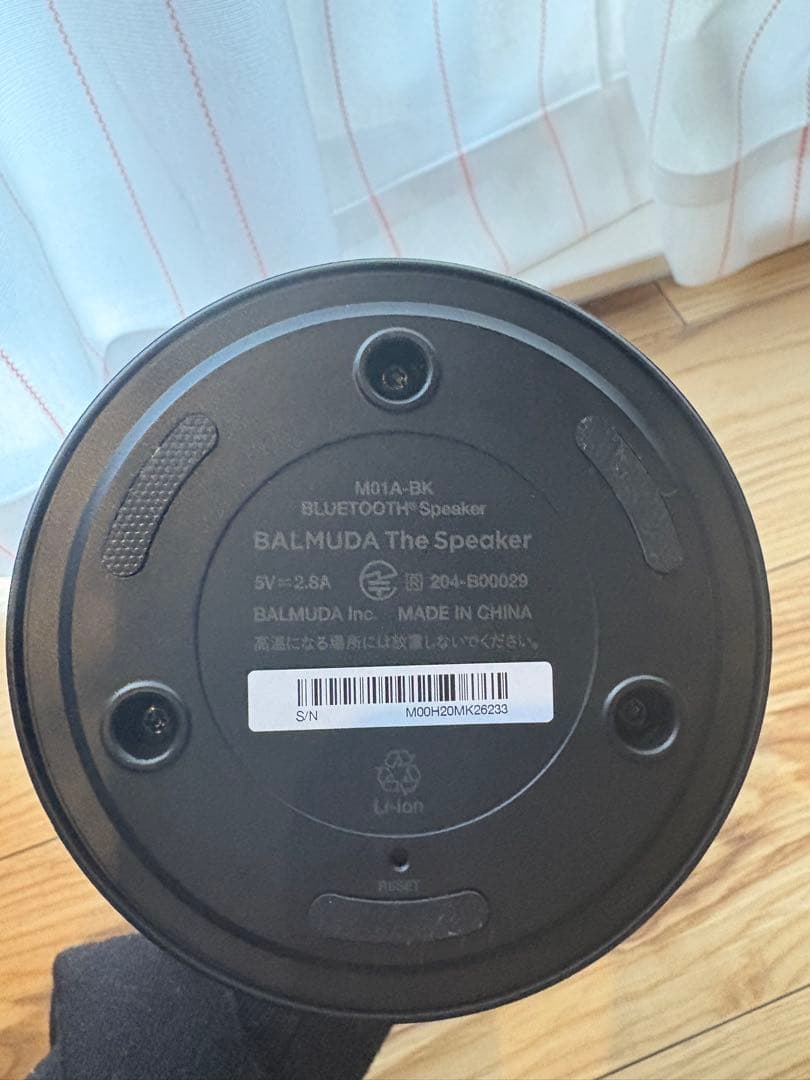 M01A-BK
BLUETOOTH® Speaker
BALMUDA The Speaker
5V⎓2.8A R 204-B00029
BALMUDA Inc. MADE IN CHINA
高温になる場所には放置しないでください。
S/N M00H20MK26233
Li-ion
RESET